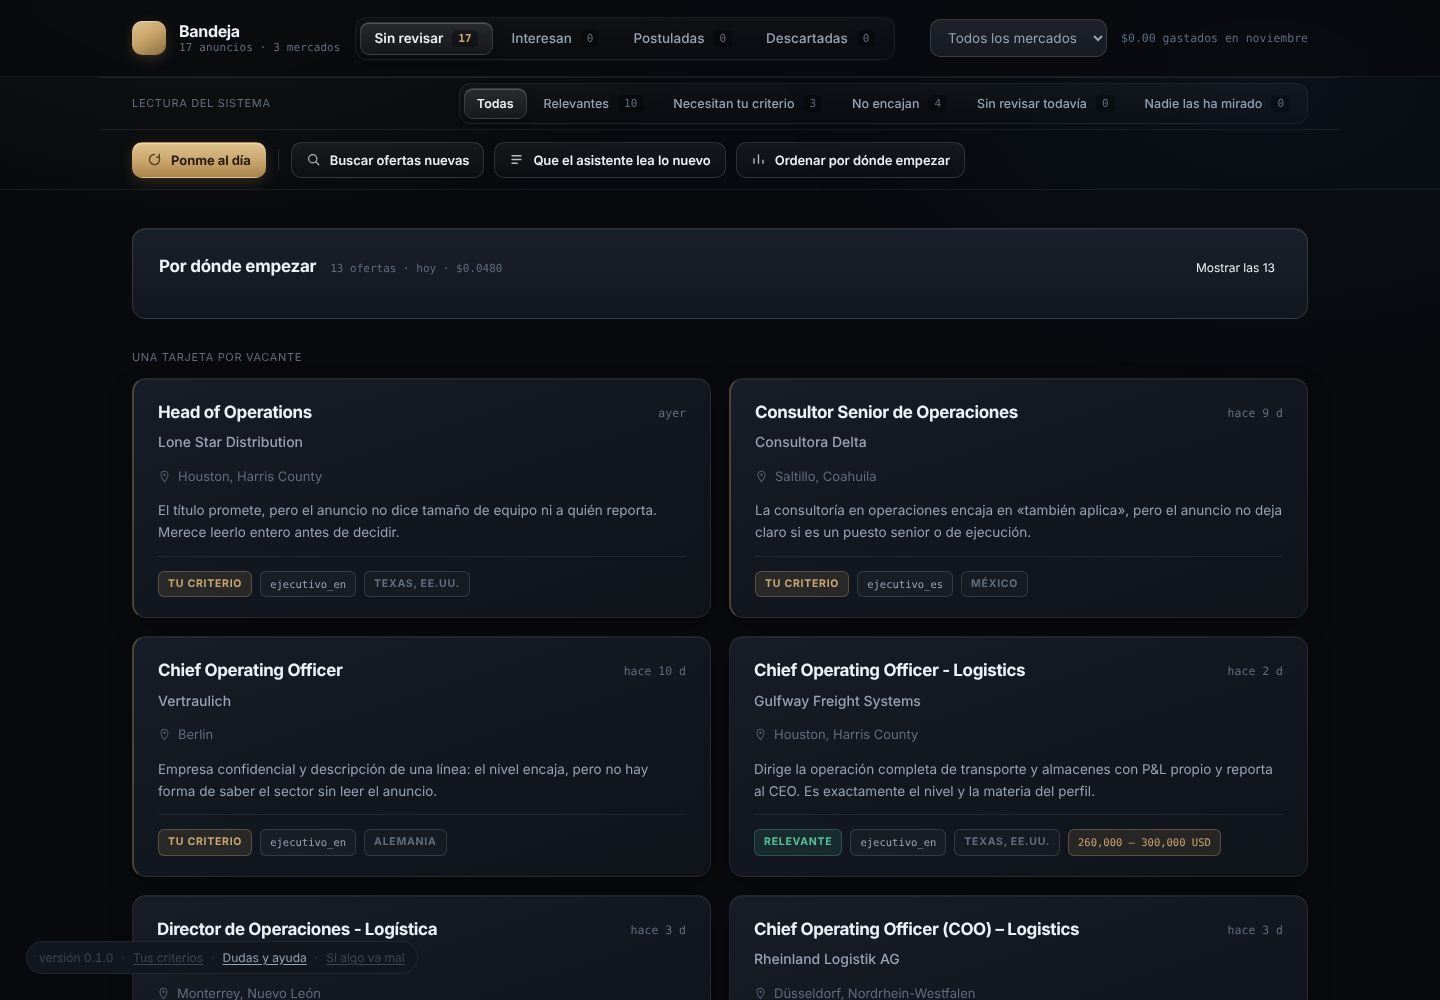 Bandeja
17 anuncios · 3 mercados
Sin revisar 17
Interesan 0
Postuladas 0
Descartadas 0
Todos los mercados
$0.00 gastados en noviembre
LECTURA DEL SISTEMA
Todas
Relevantes 10
Necesitan tu criterio 3
No encajan 4
Sin revisar todavía 0
Nadie las ha mirado 0
Ponme al día
Buscar ofertas nuevas
Que el asistente lea lo nuevo
Ordenar por dónde empezar
Por dónde empezar
13 ofertas · hoy · $0.0480
Mostrar las 13
UNA TARJETA POR VACANTE
Head of Operations
ayer
Lone Star Distribution
Houston, Harris County
El título promete, pero el anuncio no dice tamaño de equipo ni a quién reporta.
Merece leerlo entero antes de decidir.
TU CRITERIO
ejecutivo_en
TEXAS, EE.UU.
Consultor Senior de Operaciones
hace 9 d
Consultora Delta
Saltillo, Coahuila
La consultoría en operaciones encaja en «también aplica», pero el anuncio no deja
claro si es un puesto senior o de ejecución.
TU CRITERIO
ejecutivo_es
MÉXICO
Chief Operating Officer
hace 10 d
Vertraulich
Berlin
Empresa confidencial y descripción de una línea: el nivel encaja, pero no hay
forma de saber el sector sin leer el anuncio.
TU CRITERIO
ejecutivo_en
ALEMANIA
Chief Operating Officer - Logistics
hace 2 d
Gulfway Freight Systems
Houston, Harris County
Dirige la operación completa de transporte y almacenes con P&L propio y reporta
al CEO. Es exactamente el nivel y la materia del perfil.
RELEVANTE
ejecutivo_en
TEXAS, EE.UU.
260,000 – 300,000 USD
Director de Operaciones - Logística
hace 3 d
Monterrey, Nuevo León
Chief Operating Officer (COO) – Logistics
hace 3 d
Rheinland Logistik AG
Düsseldorf, Nordrhein-Westfalen
versión 0.1.0 · Tus criterios · Dudas y ayuda · Si algo va mal